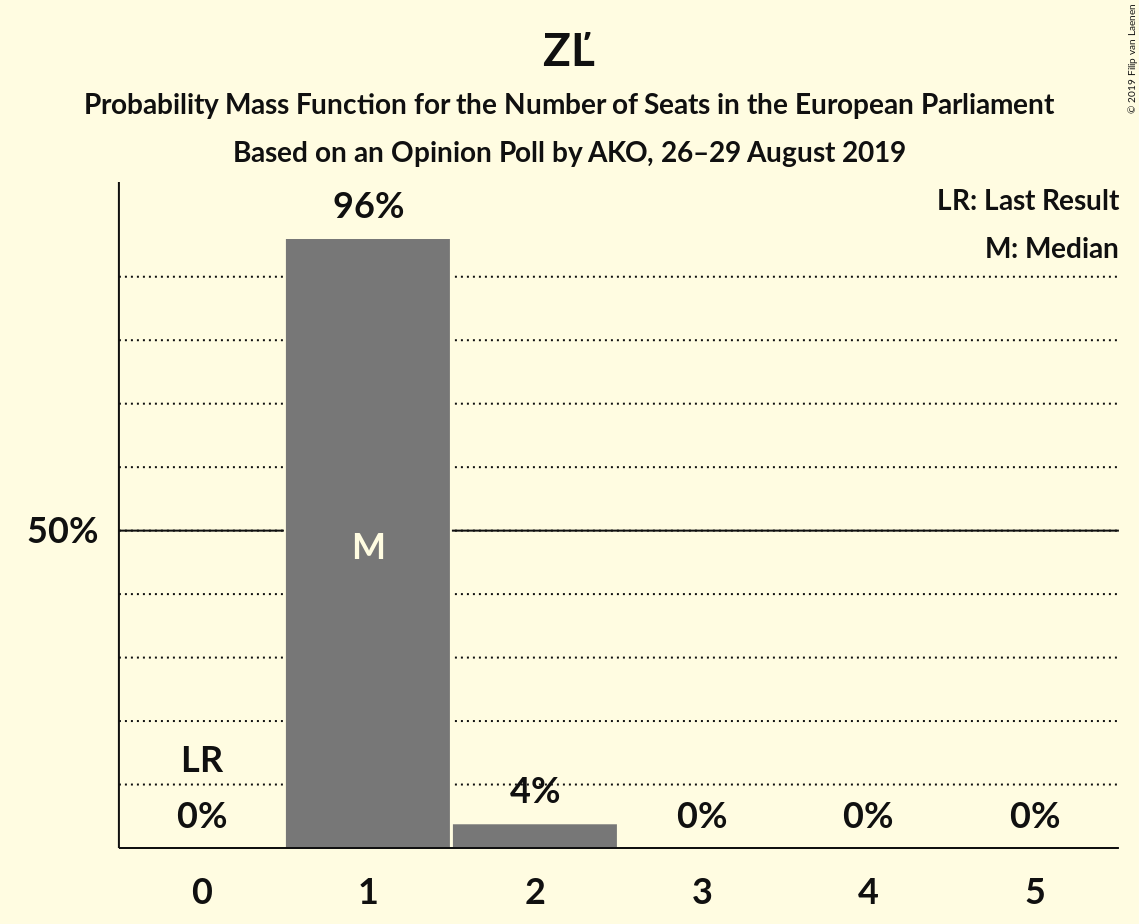 ZĽ
Probability Mass Function for the Number of Seats in the European Parliament
Based on an Opinion Poll by AKO, 26–29 August 2019
© 2019 Filip van Laenen
LR: Last Result
M: Median
96%
50%
M
LR
0%
4%
0%
0%
0%
0
1
2
3
4
5